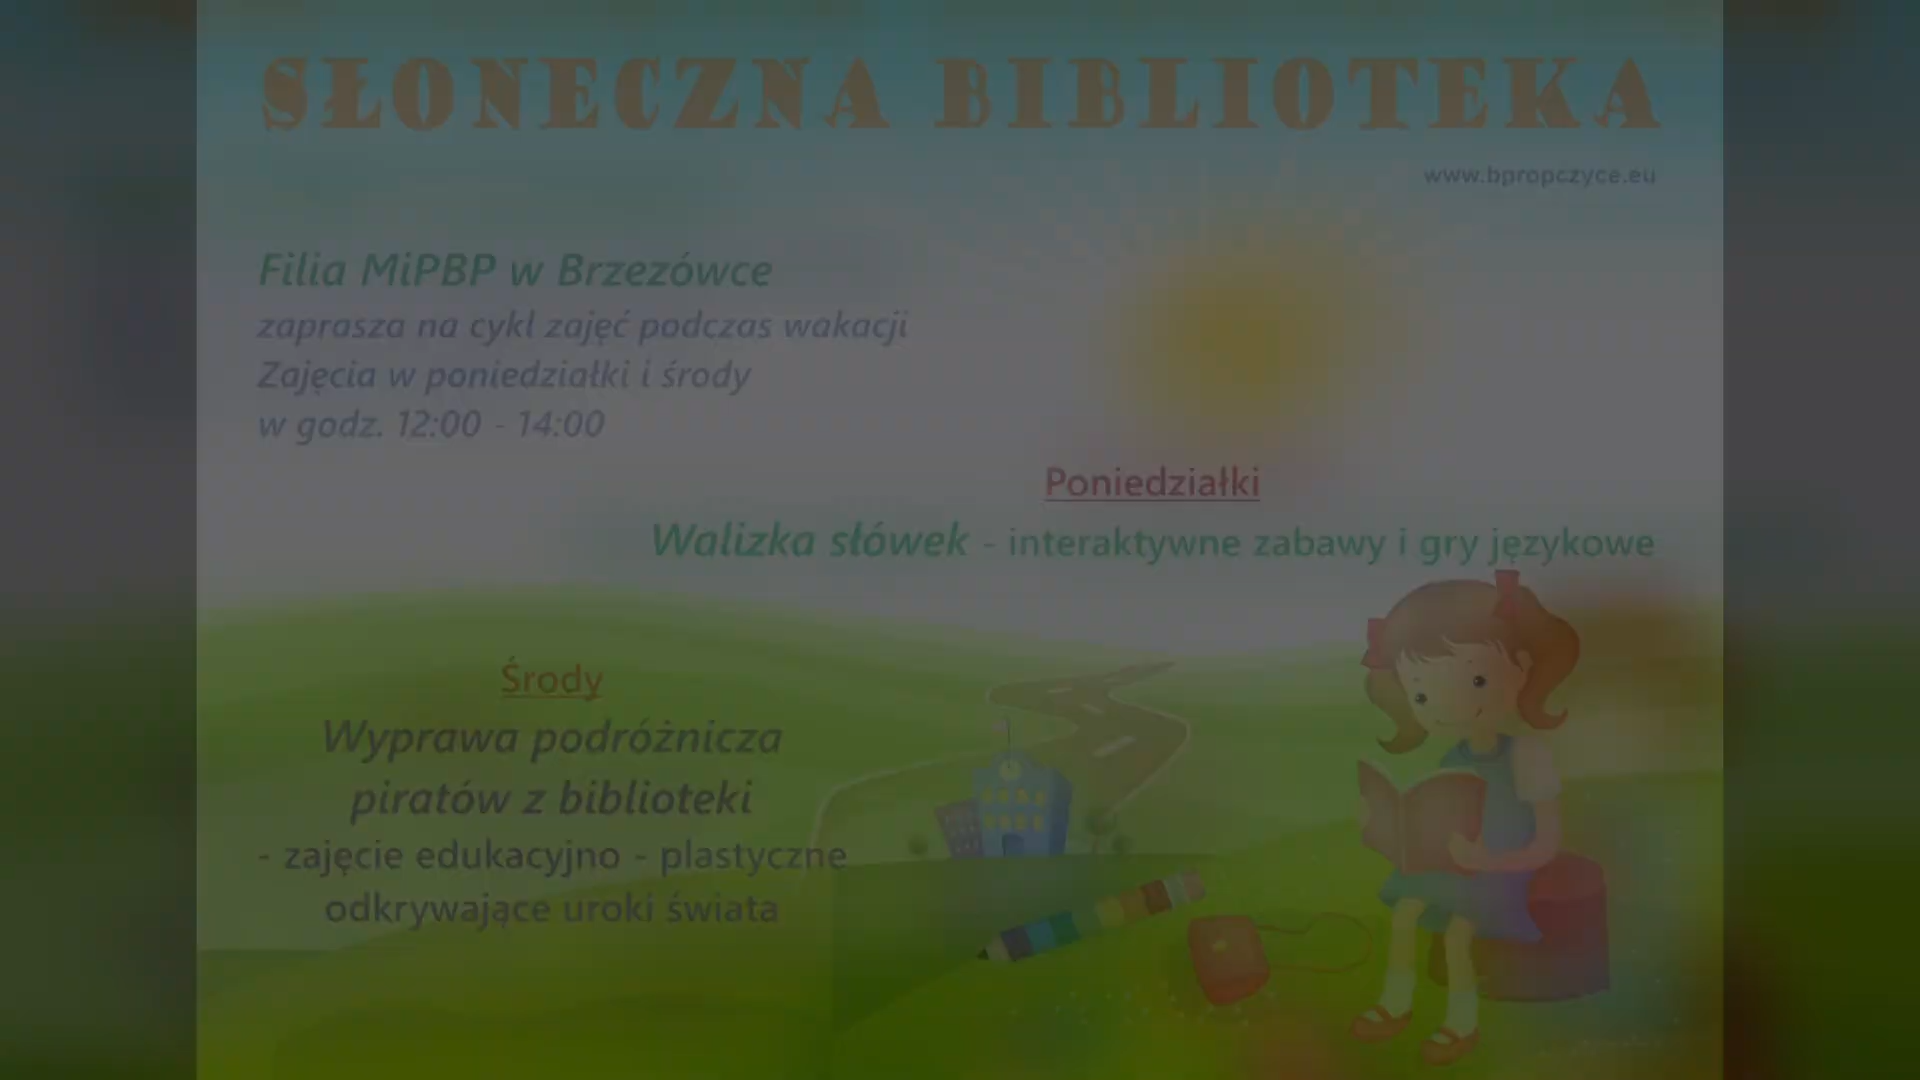 SŁONECZNA BIBLIOTEKA
www.bpropczyce.eu
Filia MiPBP w Brzezówce
zaprasza na cykl zajęć podczas wakacji
Zajęcia w poniedziałki i środy
w godz. 12:00 - 14:00
Poniedziałki
Walizka słówek - interaktywne zabawy i gry językowe
Środy
Wyprawa podróżnicza
piratów z biblioteki
- zajęcie edukacyjno - plastyczne
odkrywające uroki świata